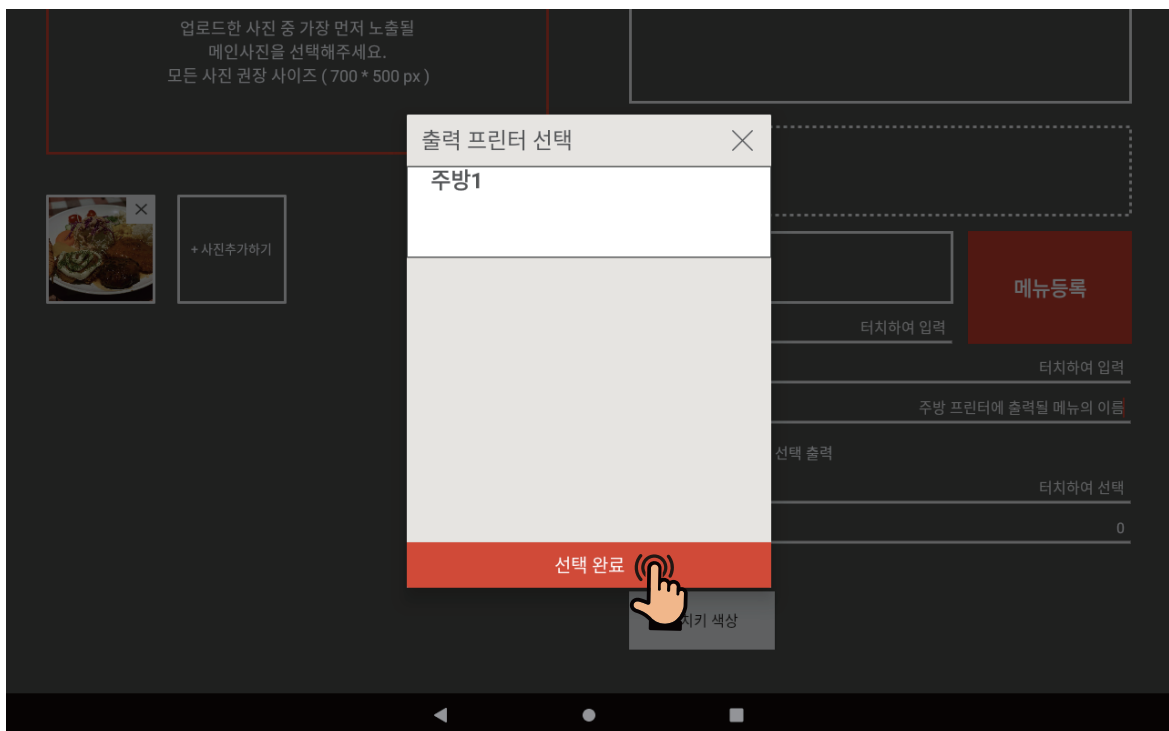 업로드한 사진 중 가장 먼저 노출될
메인사진을 선택해주세요.
모든 사진 권장 사이즈 ( 700 * 500 px )
출력 프린터 선택
주방1
+ 사진추가하기
메뉴등록
터치하여 입력
터치하여 입력
주방 프린터에 출력될 메뉴의 이름
선택 출력
터치하여 선택
0
선택 완료
치키 색상